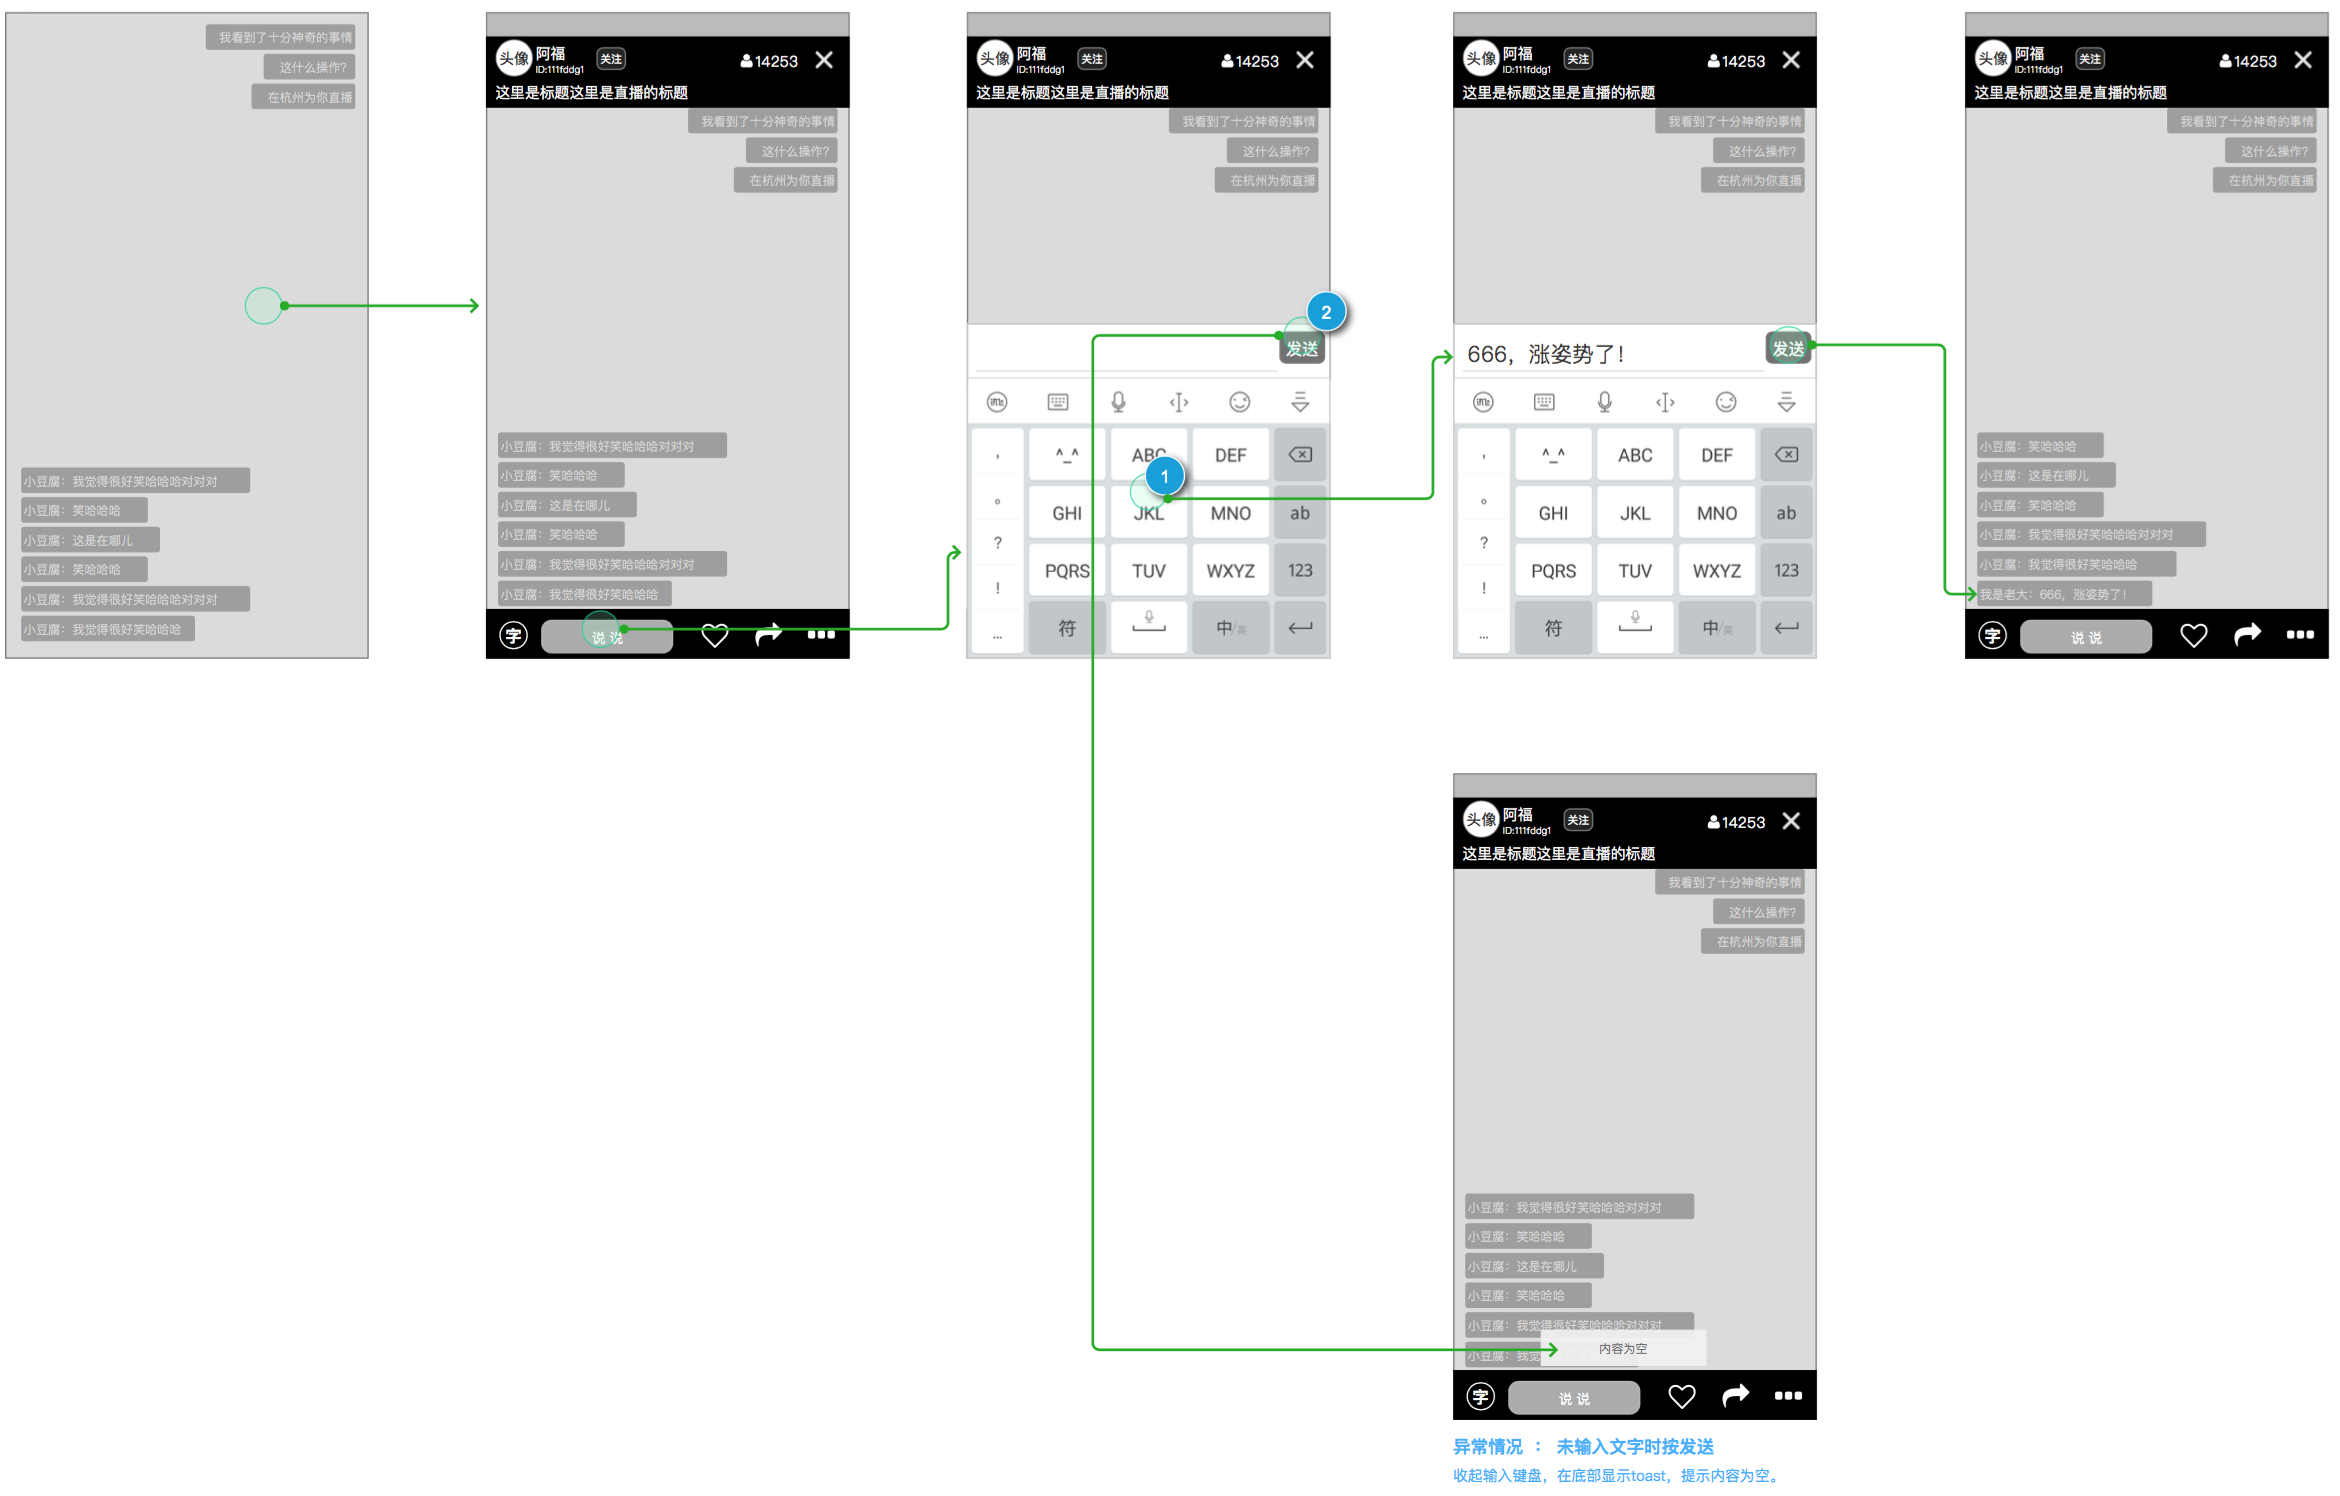 我看到了十分神奇的事情
这什么操作?
在杭州为你直播
小豆腐：我觉得很好笑哈哈哈对对对
小豆腐：笑哈哈哈
小豆腐：这是在哪儿
小豆腐：笑哈哈哈
小豆腐：我觉得很好笑哈哈哈对对对
小豆腐：我觉得很好笑哈哈哈
头像 阿福 关注 14253
ID:111fddg1
这里是标题这里是直播的标题
我看到了十分神奇的事情
这什么操作?
在杭州为你直播
小豆腐：我觉得很好笑哈哈哈对对对
小豆腐：笑哈哈哈
小豆腐：这是在哪儿
小豆腐：笑哈哈哈
小豆腐：我觉得很好笑哈哈哈对对对
小豆腐：我觉得很好笑哈哈哈
字 说 说
头像 阿福 关注 14253
ID:111fddg1
这里是标题这里是直播的标题
我看到了十分神奇的事情
这什么操作?
在杭州为你直播
2
发送
, ^_^ ABC DEF
1
。 GHI JKL MNO ab
? PQRS TUV WXYZ 123
!
... 符 中/英
头像 阿福 关注 14253
ID:111fddg1
这里是标题这里是直播的标题
我看到了十分神奇的事情
这什么操作?
在杭州为你直播
666，涨姿势了! 发送
, ^_^ ABC DEF
。 GHI JKL MNO ab
? PQRS TUV WXYZ 123
!
... 符 中/英
头像 阿福 关注 14253
ID:111fddg1
这里是标题这里是直播的标题
我看到了十分神奇的事情
这什么操作?
在杭州为你直播
小豆腐：笑哈哈哈
小豆腐：这是在哪儿
小豆腐：笑哈哈哈
小豆腐：我觉得很好笑哈哈哈对对对
小豆腐：我觉得很好笑哈哈哈
我是老大：666，涨姿势了!
字 说 说
头像 阿福 关注 14253
ID:111fddg1
这里是标题这里是直播的标题
我看到了十分神奇的事情
这什么操作?
在杭州为你直播
小豆腐：我觉得很好笑哈哈哈对对对
小豆腐：笑哈哈哈
小豆腐：这是在哪儿
小豆腐：笑哈哈哈
小豆腐：我觉得很好笑哈哈哈对对对
小豆腐：我觉
内容为空
字 说 说
异常情况 ： 未输入文字时按发送
收起输入键盘，在底部显示toast，提示内容为空。